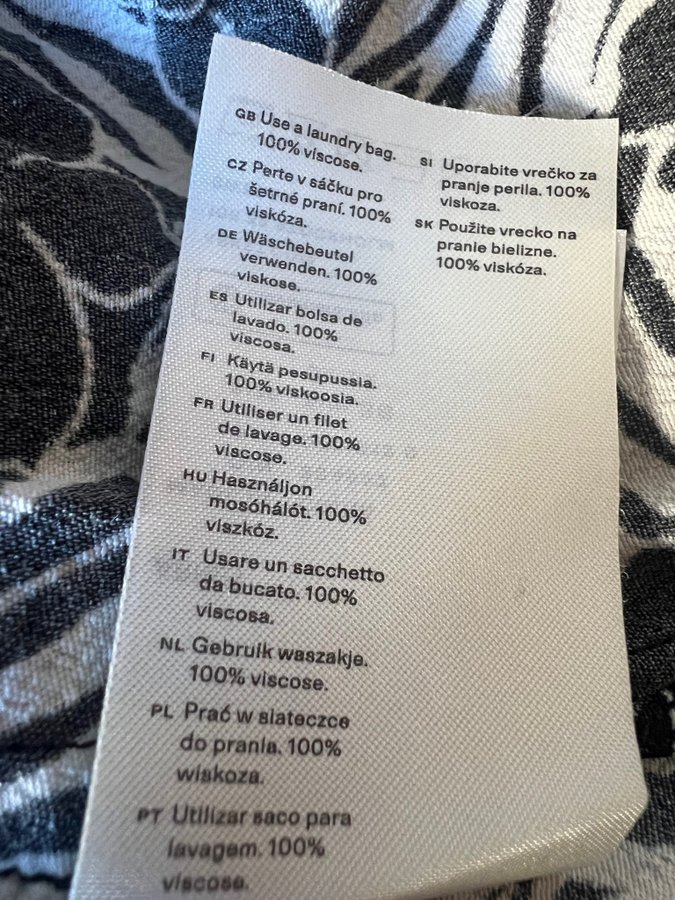 GB Use a laundry bag.
100% viscose.
CZ Perte v sáčku pro
šetrné praní. 100%
viskóza.
DE Wäschebeutel
verwenden. 100%
viskose.
ES Utilizar bolsa de
lavado. 100%
viscosa.
FI Käytä pesupussia.
100% viskoosia.
FR Utiliser un filet
de lavage. 100%
viscose.
HU Használjon
mosóhálót. 100%
viszkóz.
IT Usare un sacchetto
da bucato. 100%
viscosa.
NL Gebruik waszakje.
100% viscose.
PL Prać w siateczce
do prania. 100%
wiskoza.
PT Utilizar saco para
lavagem. 100%
viscose.
SI Uporabite vrečko za
pranje perila. 100%
viskoza.
SK Použite vrecko na
pranie bielizne.
100% viskóza.